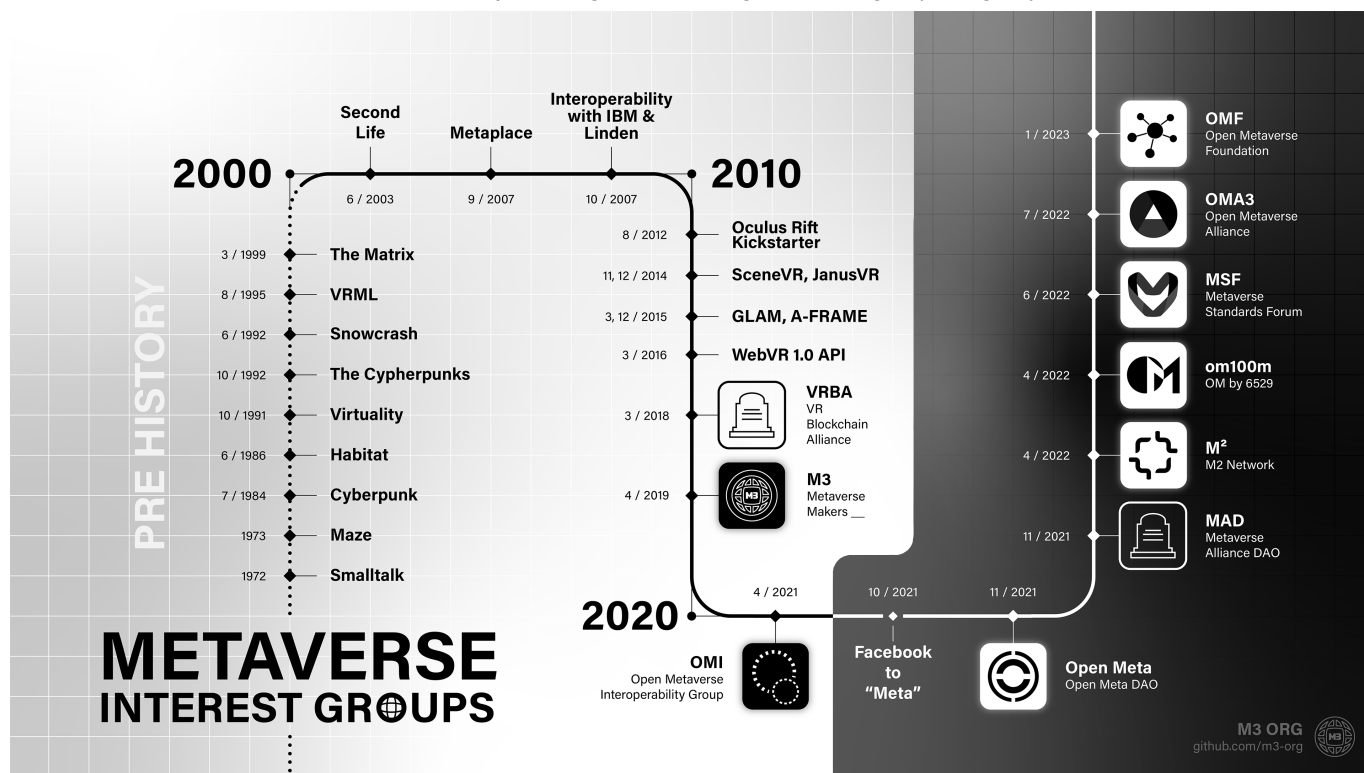 PRE HISTORY
3 / 1999 The Matrix
8 / 1995 VRML
6 / 1992 Snowcrash
10 / 1992 The Cypherpunks
10 / 1991 Virtuality
6 / 1986 Habitat
7 / 1984 Cyberpunk
1973 Maze
1972 Smalltalk
METAVERSE
INTEREST GROUPS
2000
Second
Life
6 / 2003
Metaplace
9 / 2007
Interoperability
with IBM &
Linden
10 / 2007
2010
8 / 2012
Oculus Rift
Kickstarter
11, 12 / 2014 SceneVR, JanusVR
3, 12 / 2015 GLAM, A-FRAME
3 / 2016 WebVR 1.0 API
3 / 2018
VRBA
VR
Blockchain
Alliance
4 / 2019
M3
M3
Metaverse
Makers __
2020
4 / 2021
OMI
Open Metaverse
Interoperability Group
10 / 2021
Facebook
to
“Meta”
11 / 2021
Open Meta
Open Meta DAO
11 / 2021
MAD
Metaverse
Alliance DAO
4 / 2022
M²
M2 Network
4 / 2022
om100m
OM by 6529
6 / 2022
MSF
Metaverse
Standards Forum
7 / 2022
OMA3
Open Metaverse
Alliance
1 / 2023
OMF
Open Metaverse
Foundation
M3 ORG
github.com/m3-org
M3